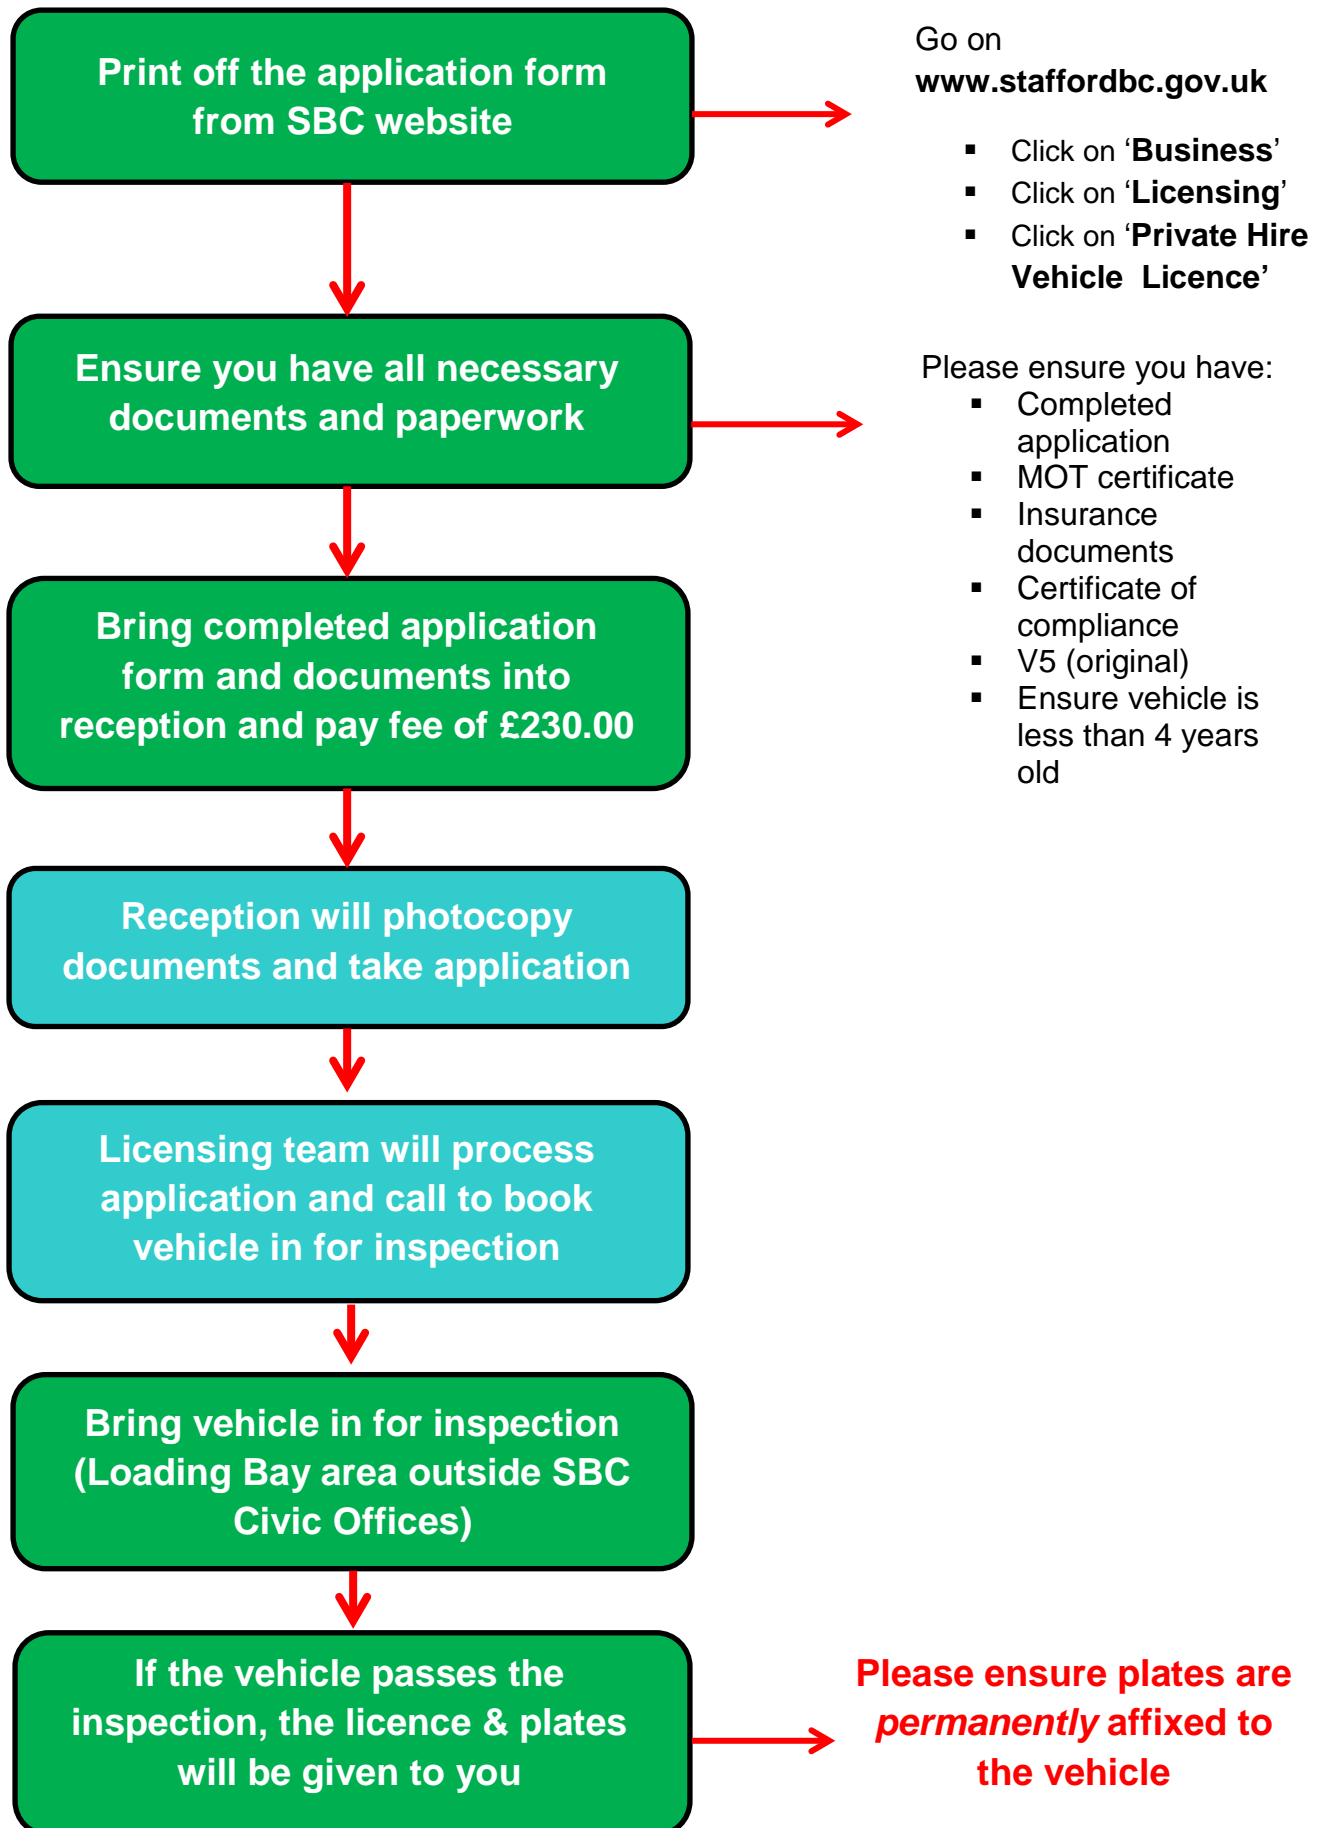 Print off the application form
from SBC website
Go on
www.staffordbc.gov.uk
▪ Click on ‘Business’
▪ Click on ‘Licensing’
▪ Click on ‘Private Hire
Vehicle Licence’
Ensure you have all necessary
documents and paperwork
Please ensure you have:
▪ Completed
application
▪ MOT certificate
▪ Insurance
documents
▪ Certificate of
compliance
▪ V5 (original)
▪ Ensure vehicle is
less than 4 years
old
Bring completed application
form and documents into
reception and pay fee of £230.00
Reception will photocopy
documents and take application
Licensing team will process
application and call to book
vehicle in for inspection
Bring vehicle in for inspection
(Loading Bay area outside SBC
Civic Offices)
If the vehicle passes the
inspection, the licence & plates
will be given to you
Please ensure plates are
permanently affixed to
the vehicle